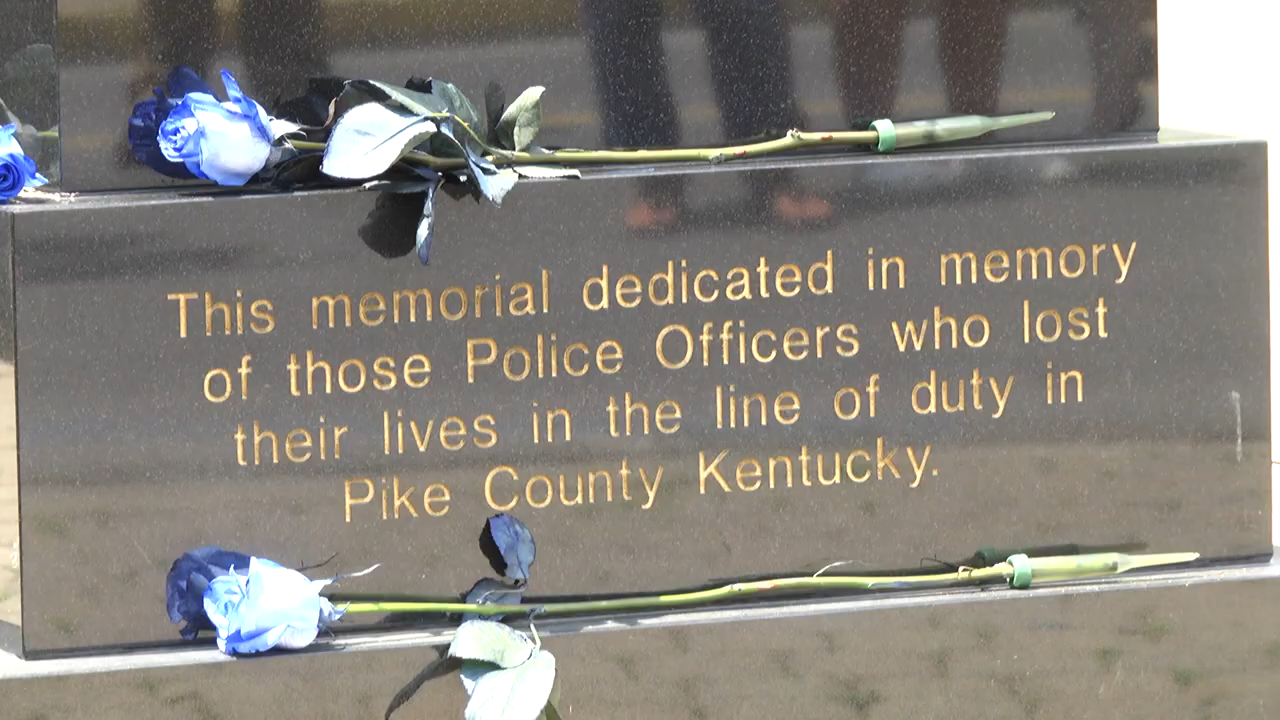 This memorial dedicated in memory
of those Police Officers who lost
their lives in the line of duty in
Pike County Kentucky.